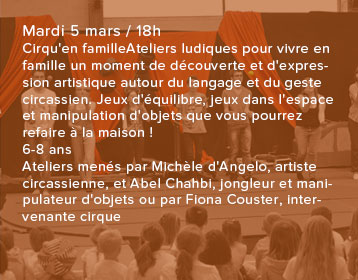 Mardi 5 mars / 18h
Cirqu'en familleAteliers ludiques pour vivre en
famille un moment de découverte et d'expres-
sion artistique autour du langage et du geste
circassien. Jeux d'équilibre, jeux dans l'espace
et manipulation d'objets que vous pourrez
refaire à la maison !
6-8 ans
Ateliers menés par Michèle d'Angelo, artiste
circassienne, et Abel Chahbi, jongleur et mani-
pulateur d'objets ou par Fiona Couster, inter-
venante cirque